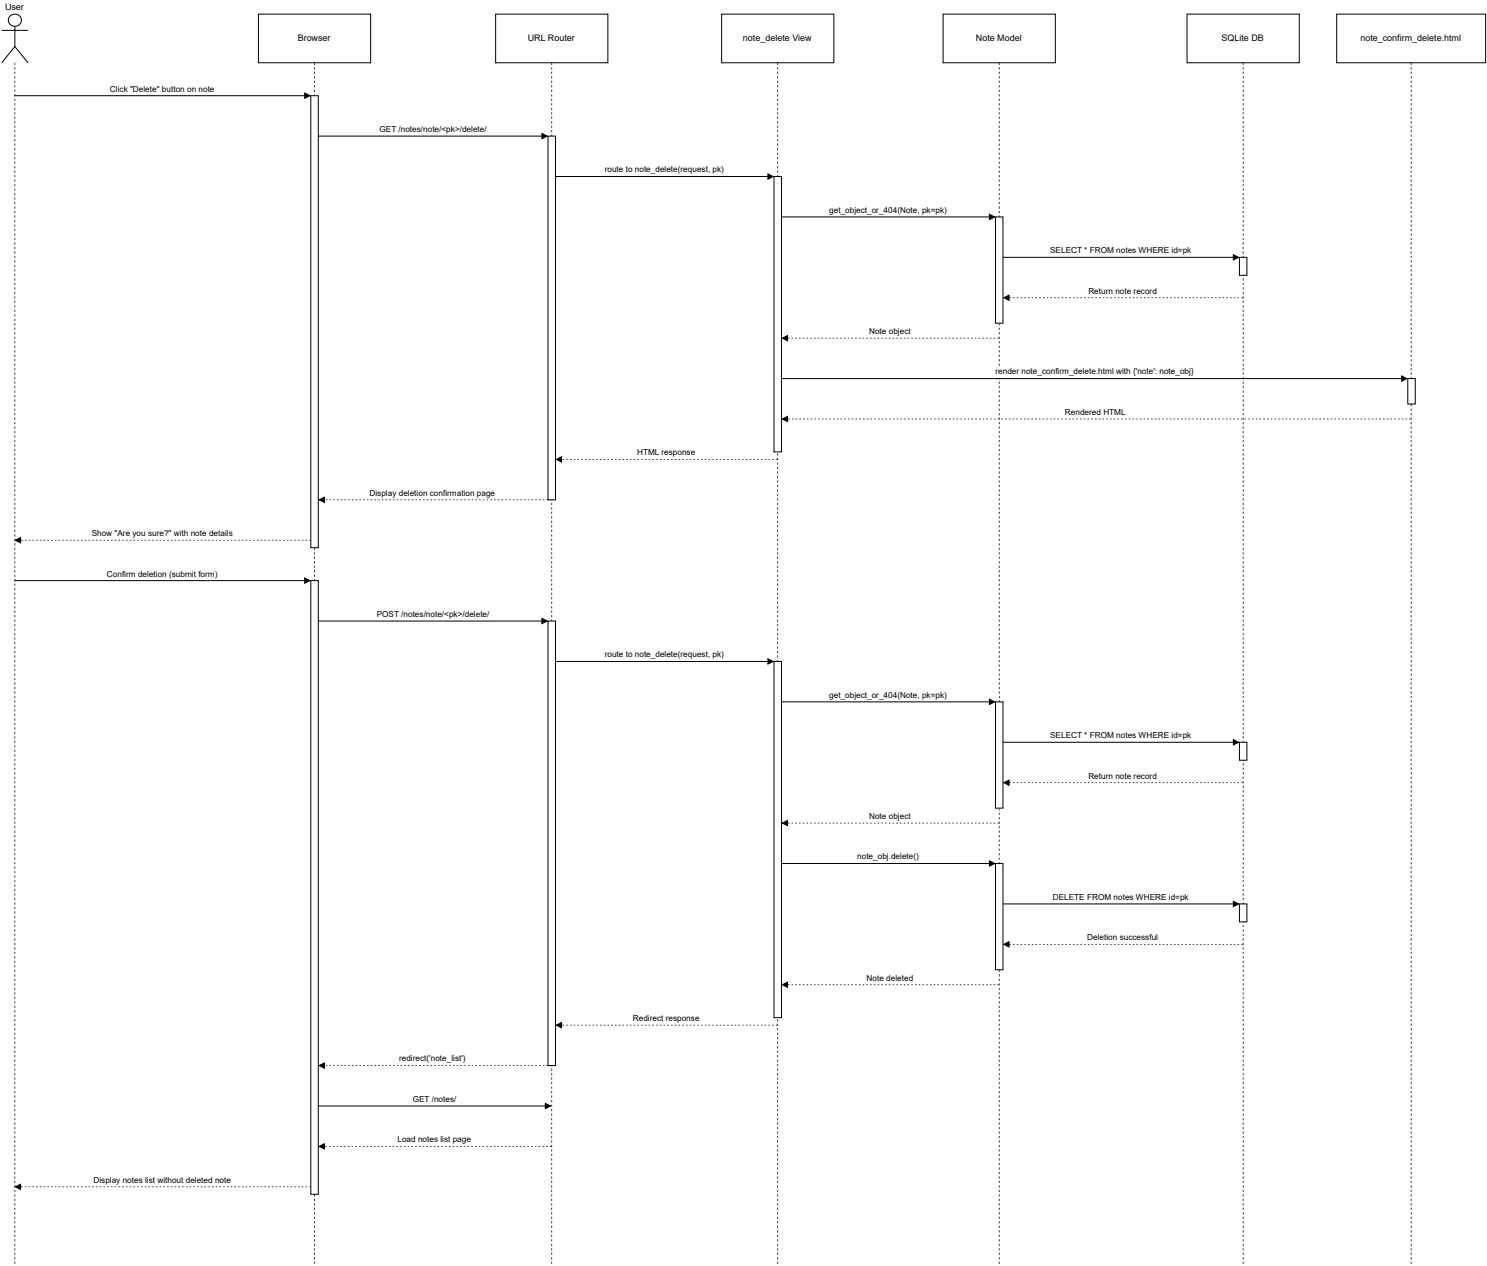 User
Browser
URL Router
note_delete View
Note Model
SQLite DB
note_confirm_delete.html
Click "Delete" button on note
GET /notes/note/<pk>/delete/
route to note_delete(request, pk)
get_object_or_404(Note, pk=pk)
SELECT * FROM notes WHERE id=pk
Return note record
Note object
render note_confirm_delete.html with {'note': note_obj}
Rendered HTML
HTML response
Display deletion confirmation page
Show "Are you sure?" with note details
Confirm deletion (submit form)
POST /notes/note/<pk>/delete/
route to note_delete(request, pk)
get_object_or_404(Note, pk=pk)
SELECT * FROM notes WHERE id=pk
Return note record
Note object
note_obj.delete()
DELETE FROM notes WHERE id=pk
Deletion successful
Note deleted
Redirect response
redirect('note_list')
GET /notes/
Load notes list page
Display notes list without deleted note